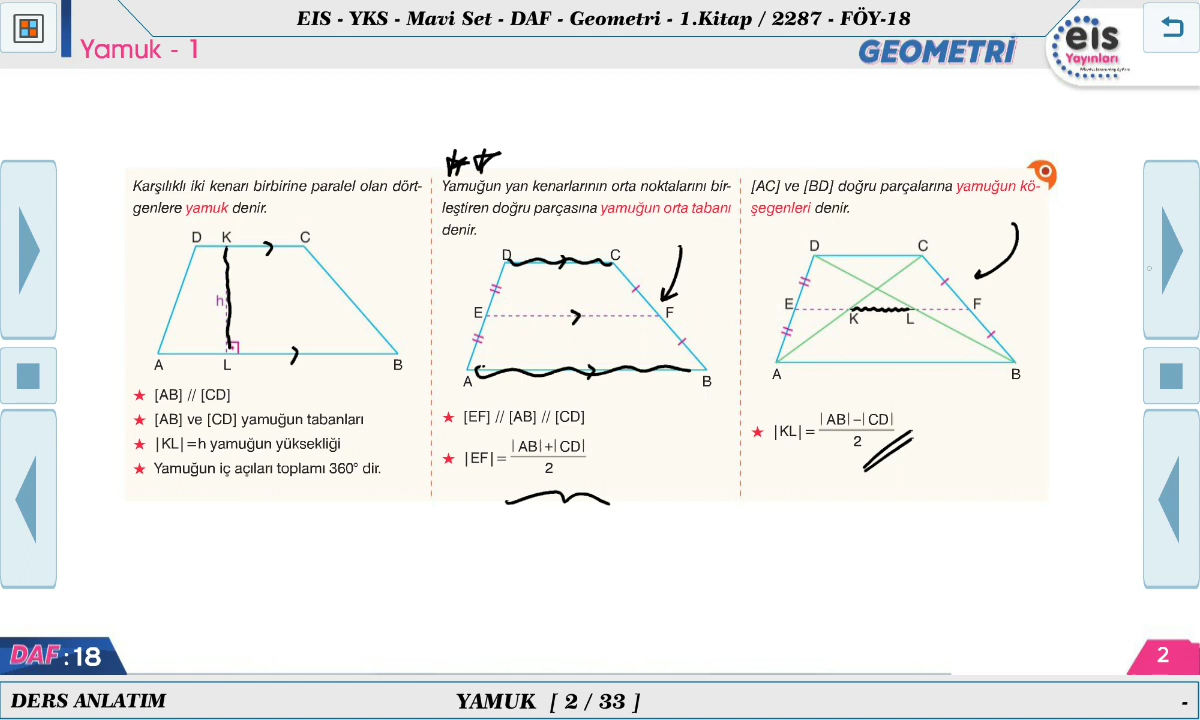 EIS - YKS - Mavi Set - DAF - Geometri - 1.Kitap / 2287 - FÖY-18
Yamuk - 1
GEOMETRİ
eis
Yayınları
Karşılıklı iki kenarı birbirine paralel olan dört-
genlere yamuk denir.
D K C
h
A L B
★ [AB] // [CD]
★ [AB] ve [CD] yamuğun tabanları
★ |KL|=h yamuğun yüksekliği
★ Yamuğun iç açıları toplamı 360° dir.
Yamuğun yan kenarlarının orta noktalarını bir-
leştiren doğru parçasına yamuğun orta tabanı
denir.
D C
E F
A B
★ [EF] // [AB] // [CD]
★ |EF|= |AB|+|CD|
2
[AC] ve [BD] doğru parçalarına yamuğun kö-
şegenleri denir.
D C
E F
K L
A B
★ |KL|= |AB|-|CD|
2
DAF:18
2
DERS ANLATIM
YAMUK [ 2 / 33 ]
-